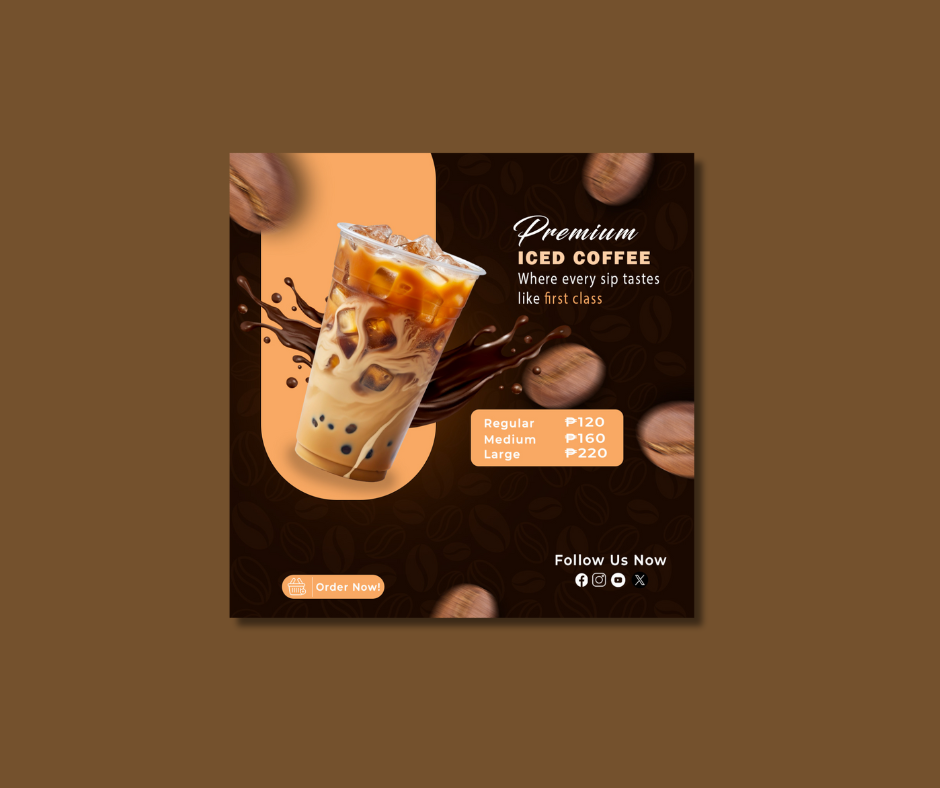 Premium
ICED COFFEE
Where every sip tastes
like first class
Regular ₱120
Medium ₱160
Large ₱220
Follow Us Now
Order Now!